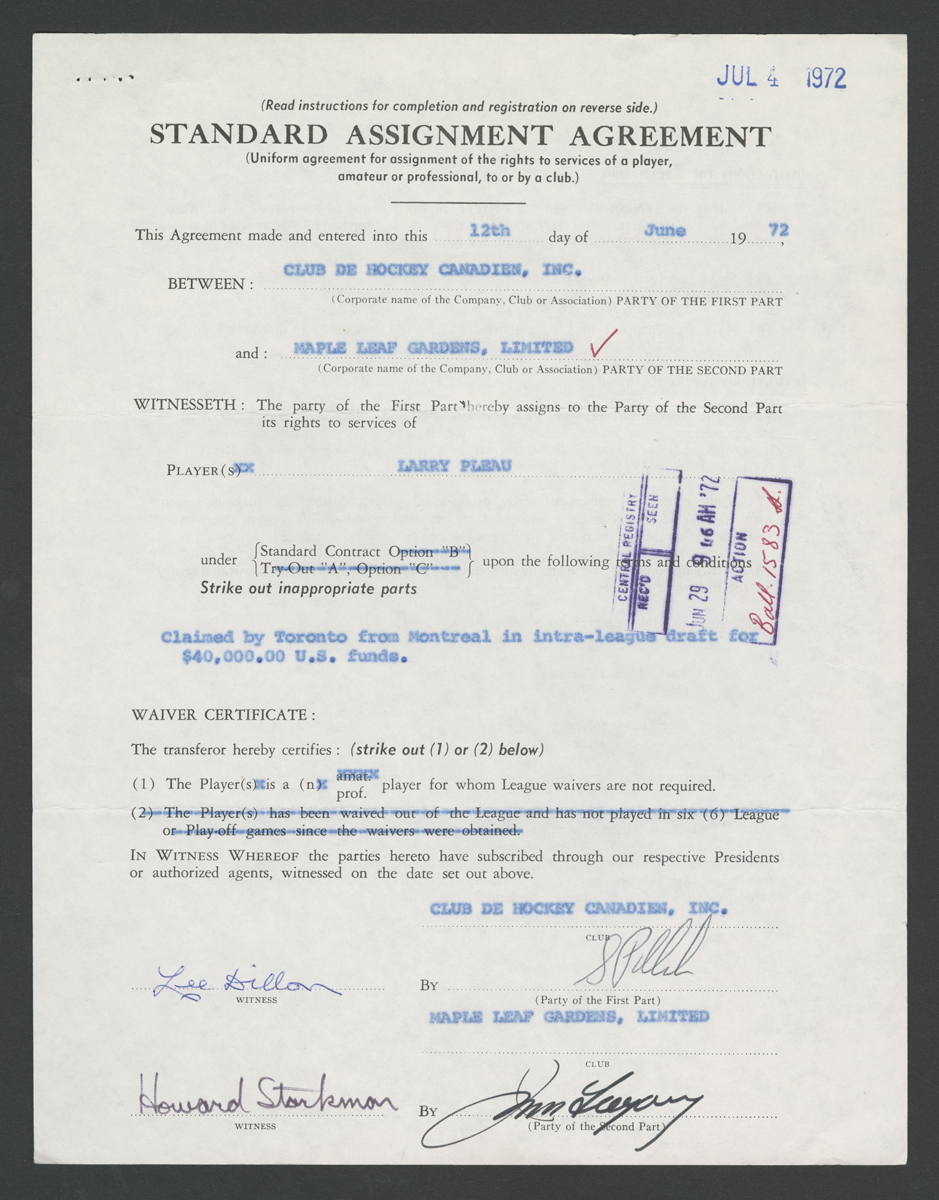 JUL 4 1972
(Read instructions for completion and registration on reverse side.)
STANDARD ASSIGNMENT AGREEMENT
(Uniform agreement for assignment of the rights to services of a player,
amateur or professional, to or by a club.)
This Agreement made and entered into this 12th day of June 19 72,
CLUB DE HOCKEY CANADIEN, INC.
BETWEEN :
(Corporate name of the Company, Club or Association) PARTY OF THE FIRST PART
and : MAPLE LEAF GARDENS, LIMITED ✓
(Corporate name of the Company, Club or Association) PARTY OF THE SECOND PART
WITNESSETH : The party of the First Part hereby assigns to the Party of the Second Part
its rights to services of
PLAYER(s)xx LARRY PLEAU
CENTRAL REGISTRY
REC'D SEEN
JUN 29 9 46 AM '72
ACTION
Ball. 1583
under {Standard Contract Option "B"} upon the following terms and conditions
{Try-Out "A", Option "C"}
Strike out inappropriate parts
Claimed by Toronto from Montreal in intra-league draft for
$40,000.00 U.S. funds.
WAIVER CERTIFICATE :
The transferor hereby certifies : (strike out (1) or (2) below)
(1) The Player(s)x is a (n)x amat. prof. player for whom League waivers are not required.
(2) The Player(s) has been waived out of the League and has not played in six (6) League
or Play-off games since the waivers were obtained.
IN WITNESS WHEREOF the parties hereto have subscribed through our respective Presidents
or authorized agents, witnessed on the date set out above.
CLUB DE HOCKEY CANADIEN, INC.
CLUB
Lee Dillon
WITNESS
BY
(Party of the First Part)
MAPLE LEAF GARDENS, LIMITED
CLUB
Howard Starkman
WITNESS
BY Jim Gregory
(Party of the Second Part)